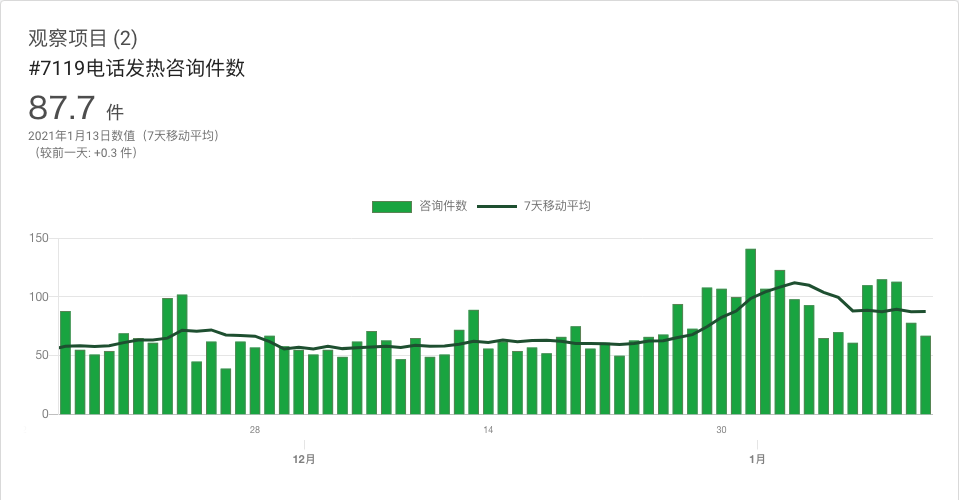 观察项目 (2)
#7119电话发热咨询件数
87.7 件
2021年1月13日数值（7天移动平均）
（较前一天: +0.3 件）
咨询件数 7天移动平均
150
100
50
0
28 14 30
12月 1月